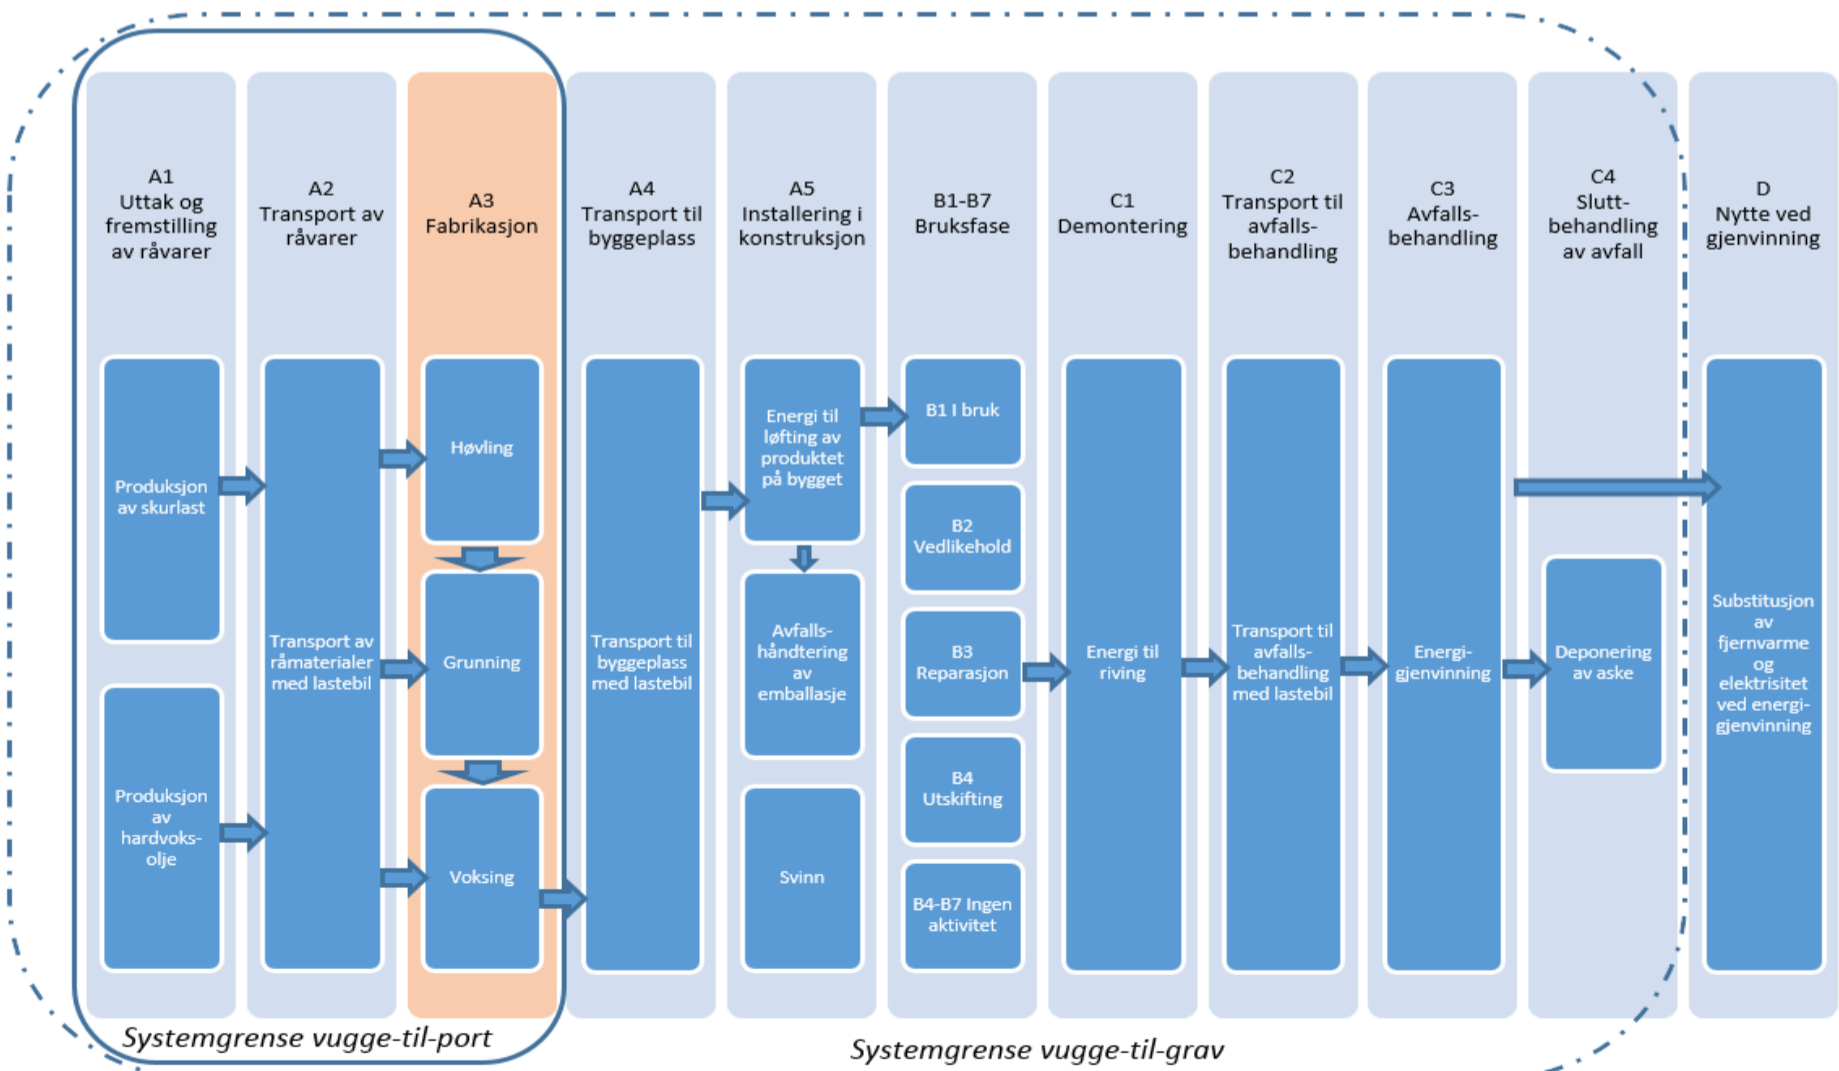 A1
Uttak og
fremstilling
av råvarer
A2
Transport av
råvarer
A3
Fabrikasjon
A4
Transport til
byggeplass
A5
Installering i
konstruksjon
B1-B7
Bruksfase
C1
Demontering
C2
Transport til
avfalls-
behandling
C3
Avfalls-
behandling
C4
Slutt-
behandling
av avfall
D
Nytte ved
gjenvinning
Produksjon
av skurlast
Produksjon
av
hardvoks-
olje
Transport av
råmaterialer
med lastebil
Høvling
Grunning
Voksing
Transport til
byggeplass
med lastebil
Energi til
løfting av
produktet
på bygget
Avfalls-
håndtering
av
emballasje
Svinn
B1 I bruk
B2
Vedlikehold
B3
Reparasjon
B4
Utskifting
B4-B7 Ingen
aktivitet
Energi til
riving
Transport til
avfalls-
behandling
med lastebil
Energi-
gjenvinning
Deponering
av aske
Substitusjon
av
fjernvarme
og
elektrisitet
ved energi-
gjenvinning
Systemgrense vugge-til-port
Systemgrense vugge-til-grav